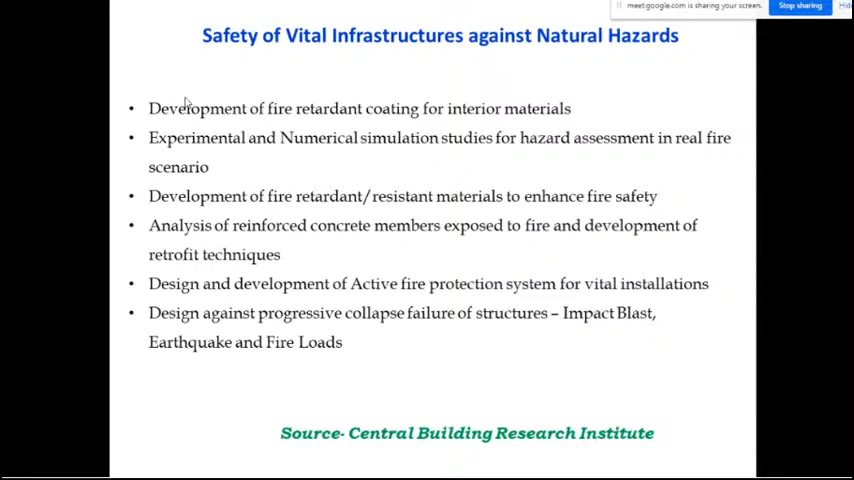 meet.google.com is sharing your screen.
Stop sharing
Safety of Vital Infrastructures against Natural Hazards
• Development of fire retardant coating for interior materials
• Experimental and Numerical simulation studies for hazard assessment in real fire
scenario
• Development of fire retardant/resistant materials to enhance fire safety
• Analysis of reinforced concrete members exposed to fire and development of
retrofit techniques
• Design and development of Active fire protection system for vital installations
• Design against progressive collapse failure of structures – Impact Blast,
Earthquake and Fire Loads
Source- Central Building Research Institute